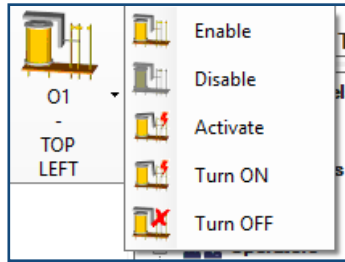 O1
-
TOP
LEFT
Enable
Disable
Activate
Turn ON
Turn OFF